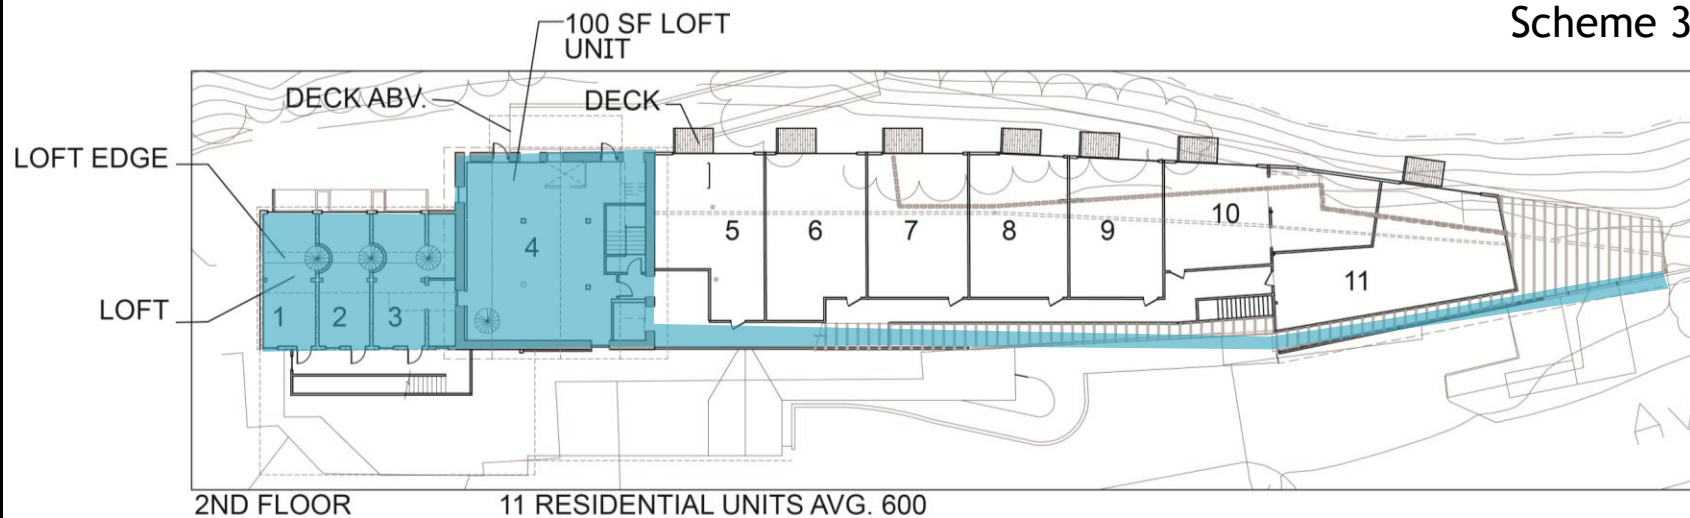 Scheme 3
100 SF LOFT
UNIT
DECK ABV.
DECK
LOFT EDGE
LOFT
1
2
3
4
5
6
7
8
9
10
11
2ND FLOOR
11 RESIDENTIAL UNITS AVG. 600